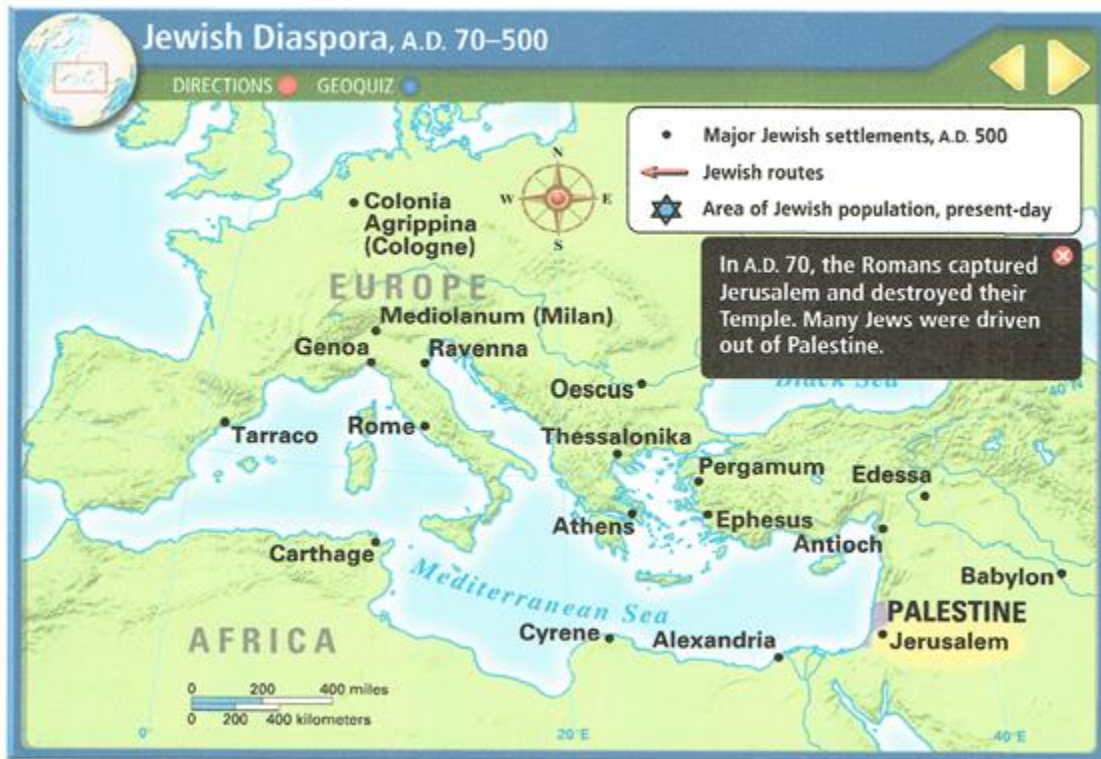 Jewish Diaspora, A.D. 70–500
DIRECTIONS GEOQUIZ
Major Jewish settlements, A.D. 500
Jewish routes
Area of Jewish population, present-day
In A.D. 70, the Romans captured
Jerusalem and destroyed their
Temple. Many Jews were driven
out of Palestine.
N
W E
S
Colonia
Agrippina
(Cologne)
EUROPE
Mediolanum (Milan)
Genoa Ravenna
Oescus
Black Sea
40°N
Tarraco
Rome
Thessalonika
Pergamum
Edessa
Athens
Ephesus
Antioch
Carthage
Babylon
Mediterranean Sea
PALESTINE
Jerusalem
AFRICA
Cyrene
Alexandria
0 200 400 miles
0 200 400 kilometers
0° 20°E 40°E